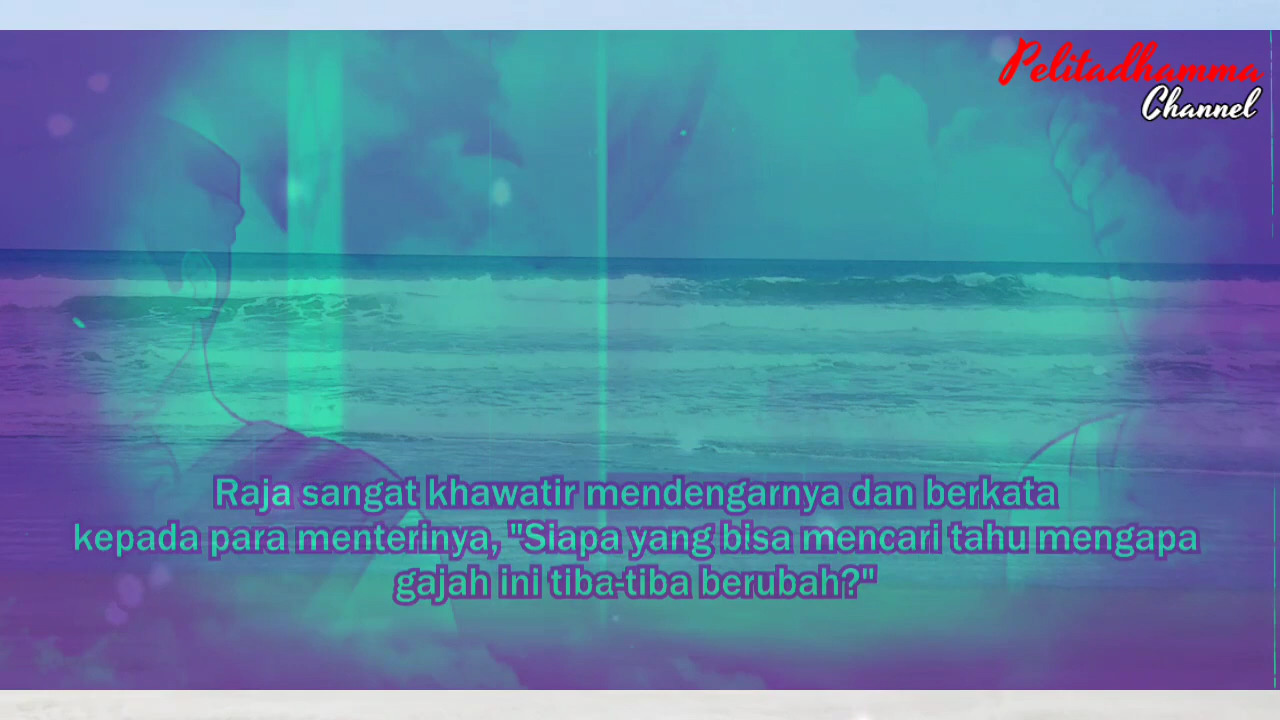 Pelitadhamma
Channel
Raja sangat khawatir mendengarnya dan berkata
kepada para menterinya, "Siapa yang bisa mencari tahu mengapa
gajah ini tiba-tiba berubah?"